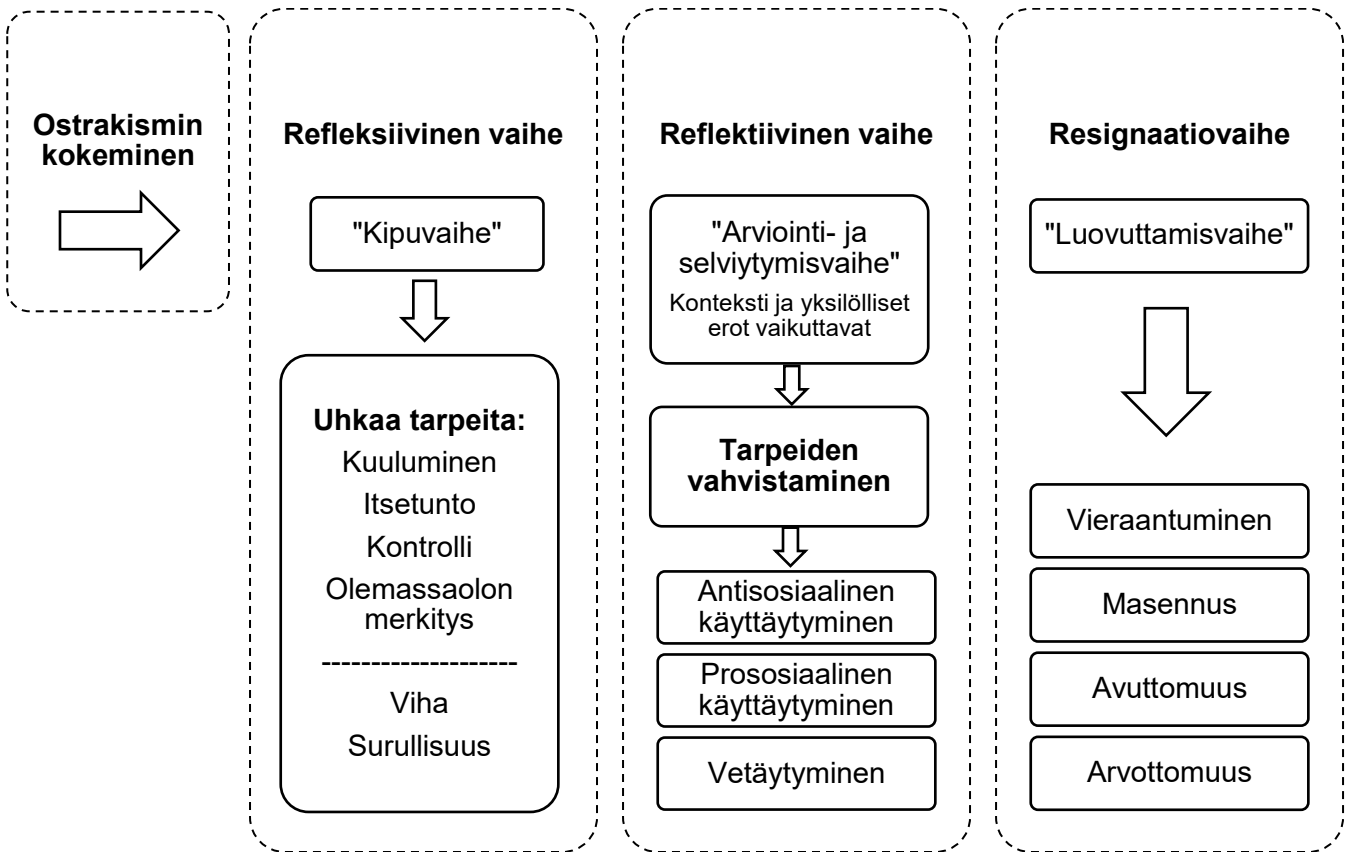 Ostrakismin
kokeminen
Refleksiivinen vaihe
"Kipuvaihe"
Uhkaa tarpeita:
Kuuluminen
Itsetunto
Kontrolli
Olemassaolon
merkitys
--------------------
Viha
Surullisuus
Reflektiivinen vaihe
"Arviointi- ja
selviytymisvaihe"
Konteksti ja yksilölliset
erot vaikuttavat
Tarpeiden
vahvistaminen
Antisosiaalinen
käyttäytyminen
Prososiaalinen
käyttäytyminen
Vetäytyminen
Resignaatiovaihe
"Luovuttamisvaihe"
Vieraantuminen
Masennus
Avuttomuus
Arvottomuus